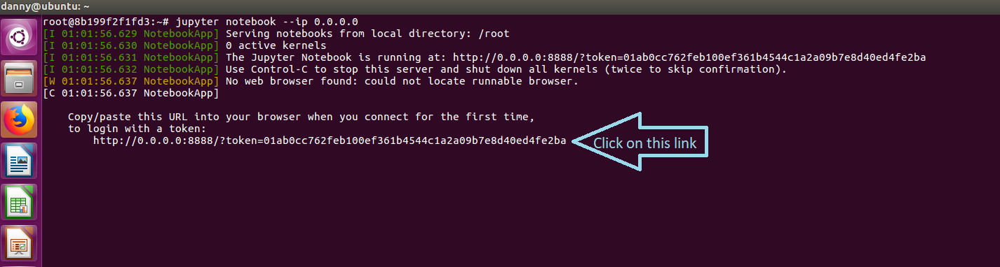 danny@ubuntu: ~
root@8b199f2f1fd3:~# jupyter notebook --ip 0.0.0.0
[I 01:01:56.629 NotebookApp] Serving notebooks from local directory: /root
[I 01:01:56.630 NotebookApp] 0 active kernels
[I 01:01:56.631 NotebookApp] The Jupyter Notebook is running at: http://0.0.0.0:8888/?token=01ab0cc762feb100ef361b4544c1a2a09b7e8d40ed4fe2ba
[I 01:01:56.632 NotebookApp] Use Control-C to stop this server and shut down all kernels (twice to skip confirmation).
[W 01:01:56.637 NotebookApp] No web browser found: could not locate runnable browser.
[C 01:01:56.637 NotebookApp]
Copy/paste this URL into your browser when you connect for the first time,
to login with a token:
http://0.0.0.0:8888/?token=01ab0cc762feb100ef361b4544c1a2a09b7e8d40ed4fe2ba
Click on this link